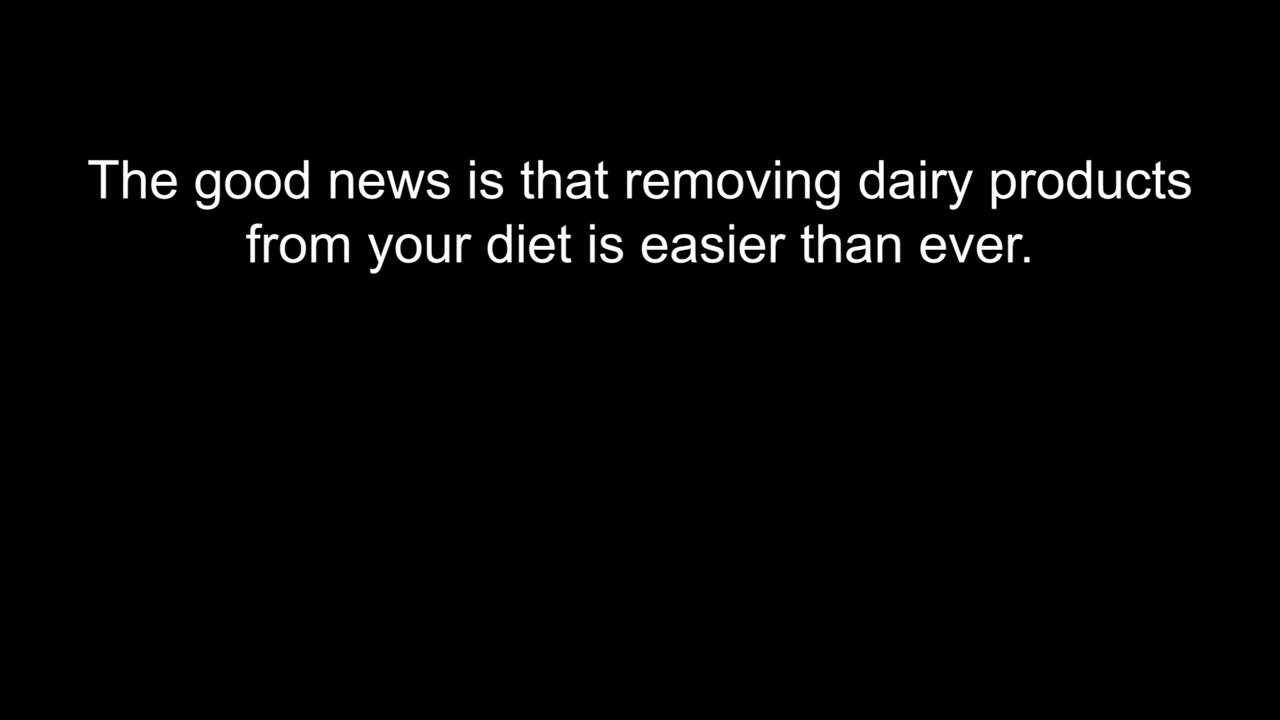 The good news is that removing dairy products
from your diet is easier than ever.